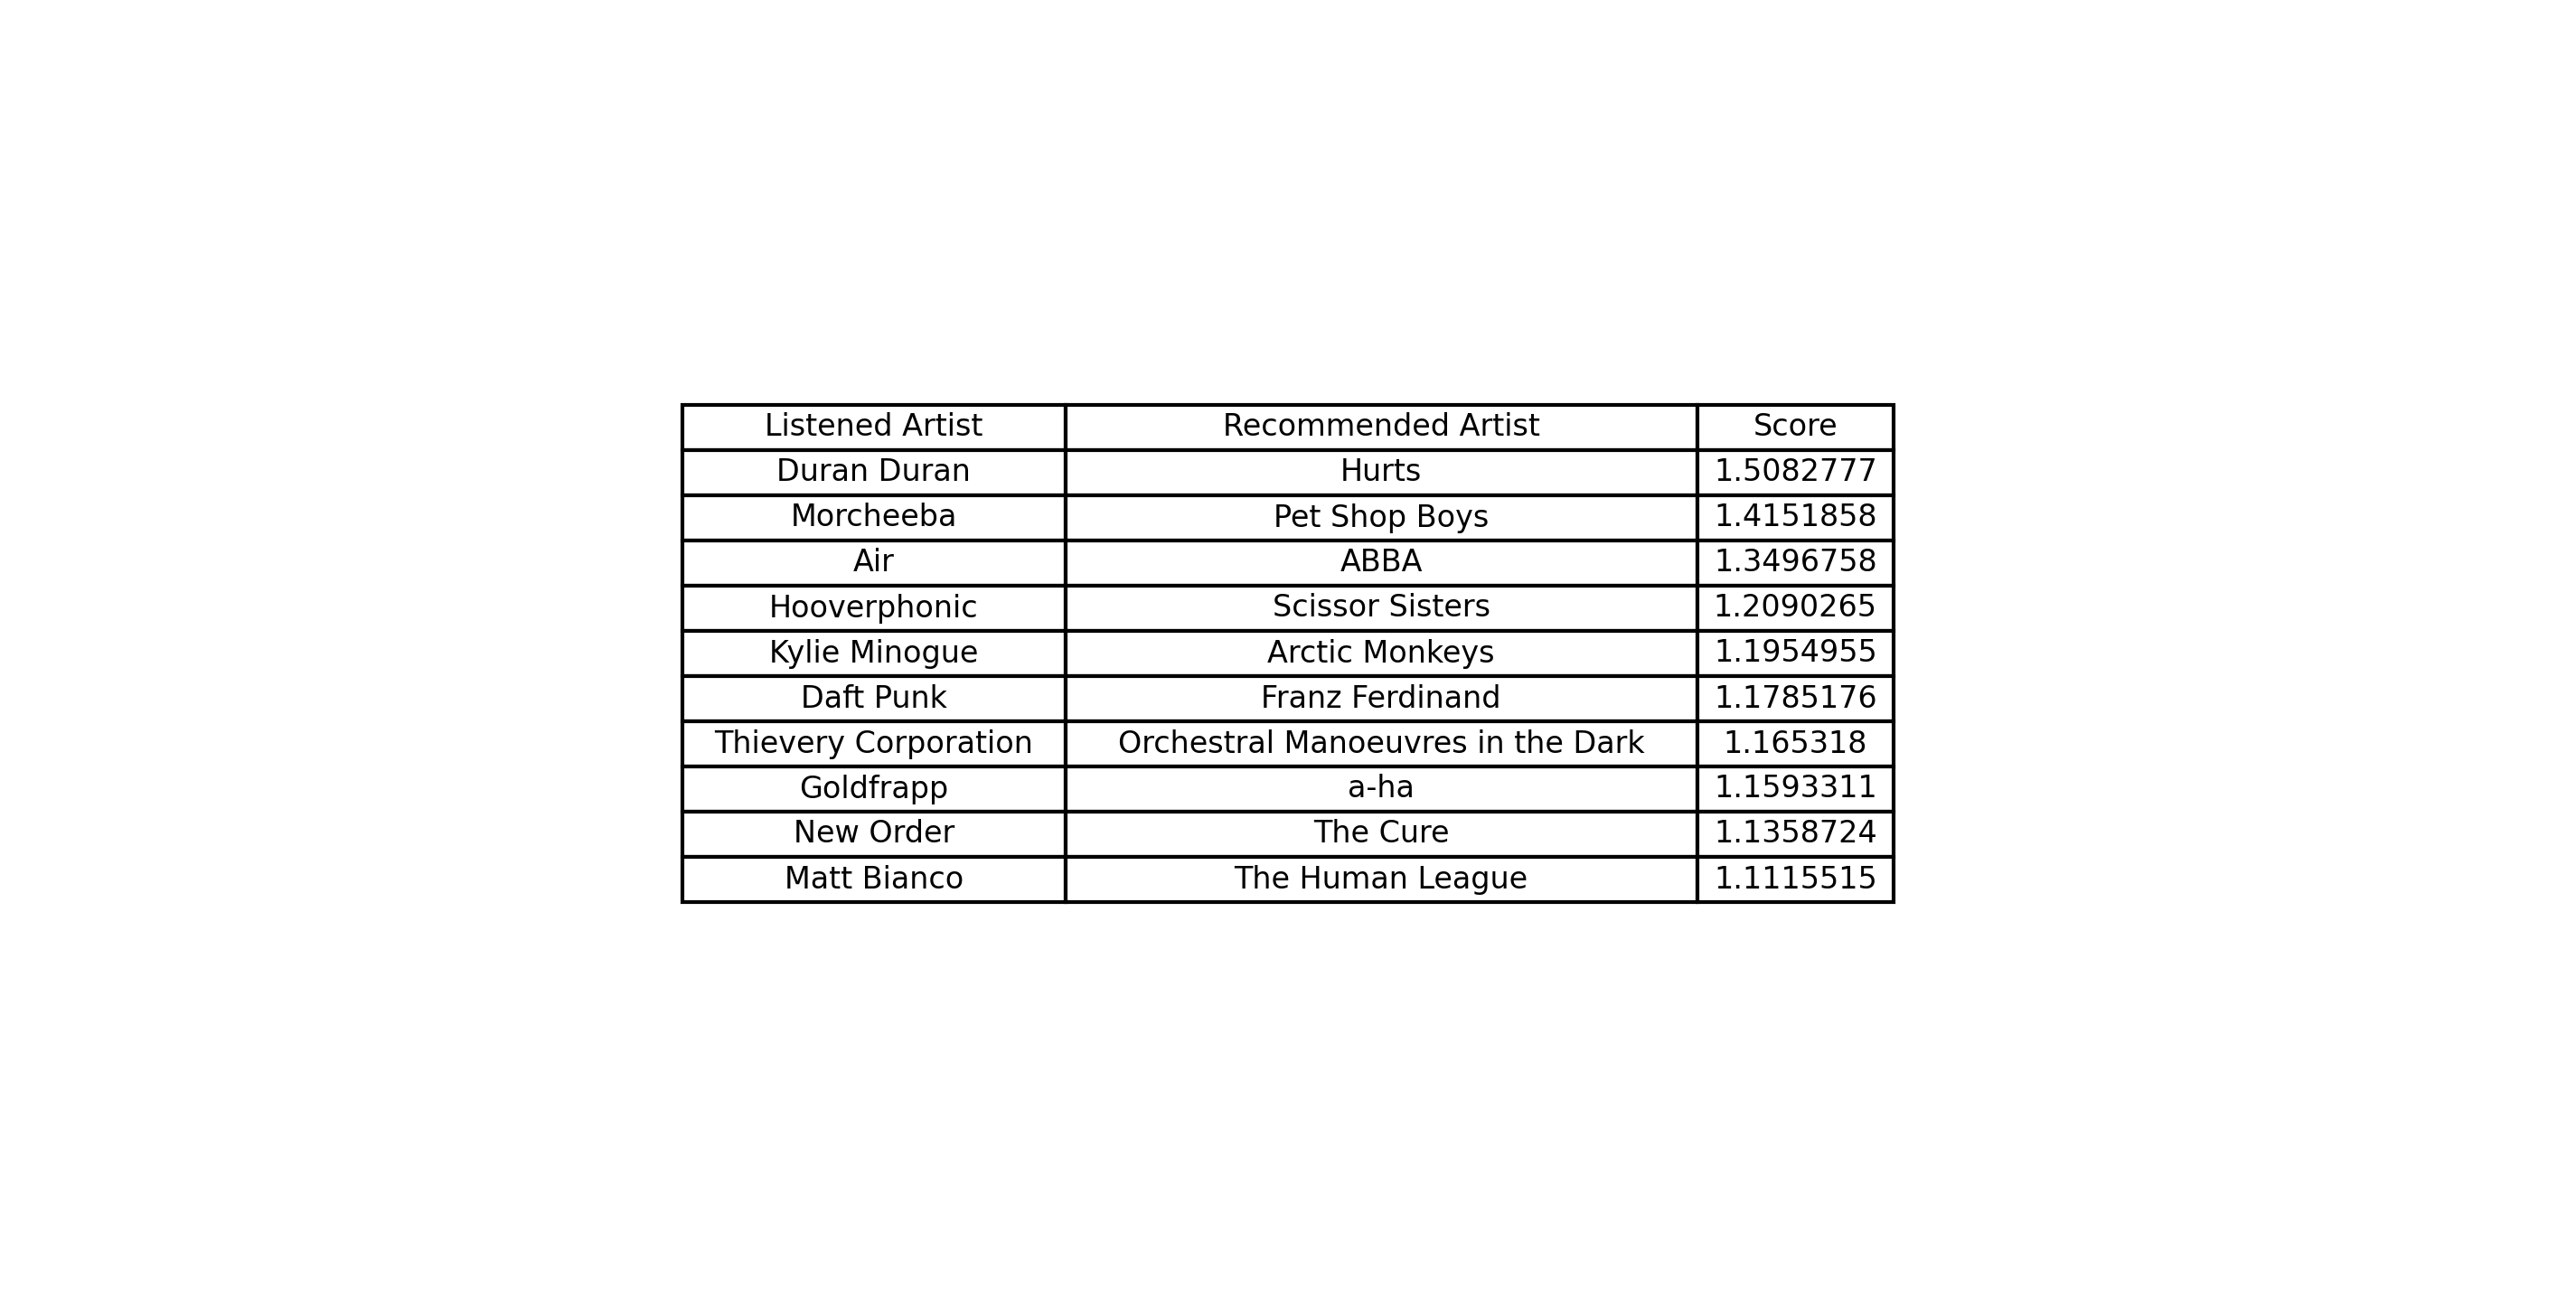 Listened Artist Recommended Artist Score
Duran Duran Hurts 1.5082777
Morcheeba Pet Shop Boys 1.4151858
Air ABBA 1.3496758
Hooverphonic Scissor Sisters 1.2090265
Kylie Minogue Arctic Monkeys 1.1954955
Daft Punk Franz Ferdinand 1.1785176
Thievery Corporation Orchestral Manoeuvres in the Dark 1.165318
Goldfrapp a-ha 1.1593311
New Order The Cure 1.1358724
Matt Bianco The Human League 1.1115515